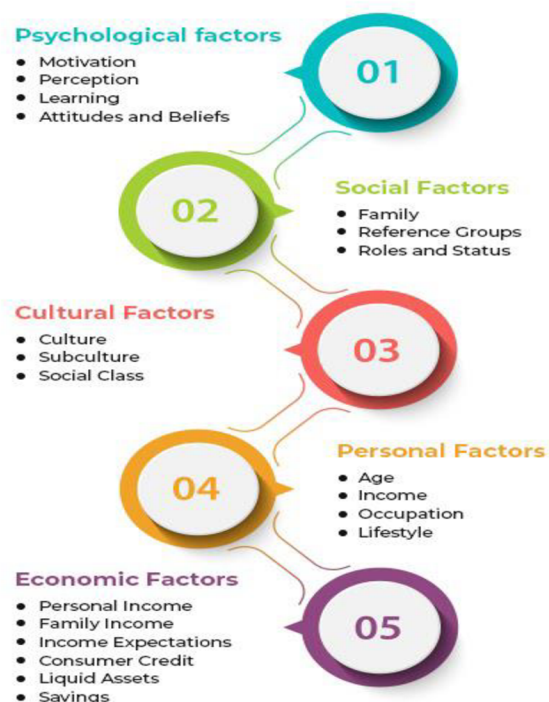 Psychological factors
01
● Motivation
● Perception
● Learning
● Attitudes and Beliefs
02
Social Factors
● Family
● Reference Groups
● Roles and Status
Cultural Factors
03
● Culture
● Subculture
● Social Class
04
Personal Factors
● Age
● Income
● Occupation
● Lifestyle
Economic Factors
05
● Personal Income
● Family Income
● Income Expectations
● Consumer Credit
● Liquid Assets
● Savings